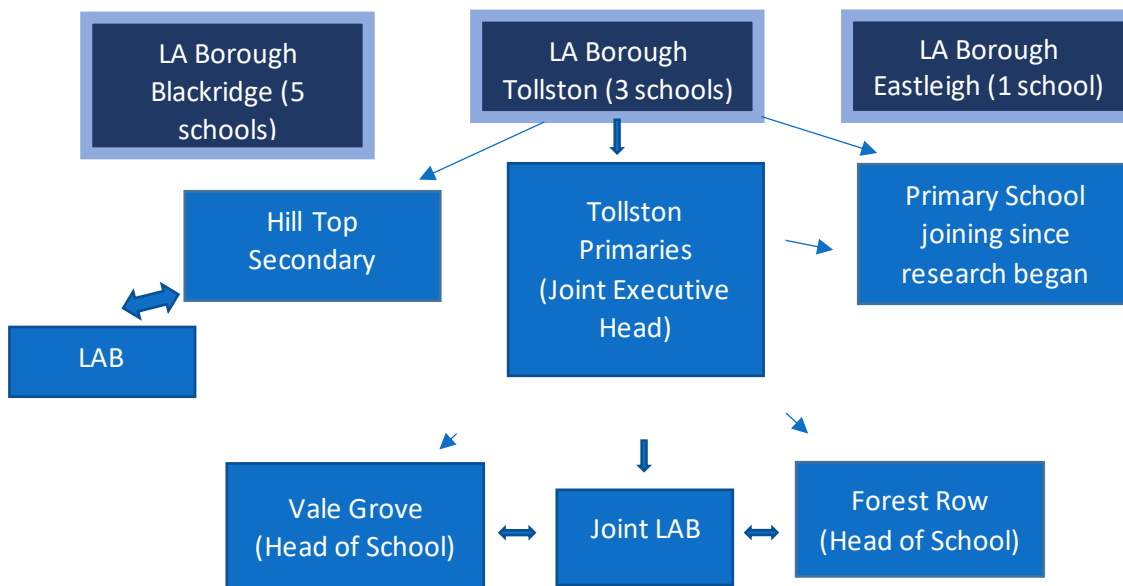 LA Borough
Blackridge (5
schools)
LA Borough
Tollston (3 schools)
LA Borough
Eastleigh (1 school)
Hill Top
Secondary
Tollston
Primaries
(Joint Executive
Head)
Primary School
joining since
research began
LAB
Vale Grove
(Head of School)
Joint LAB
Forest Row
(Head of School)